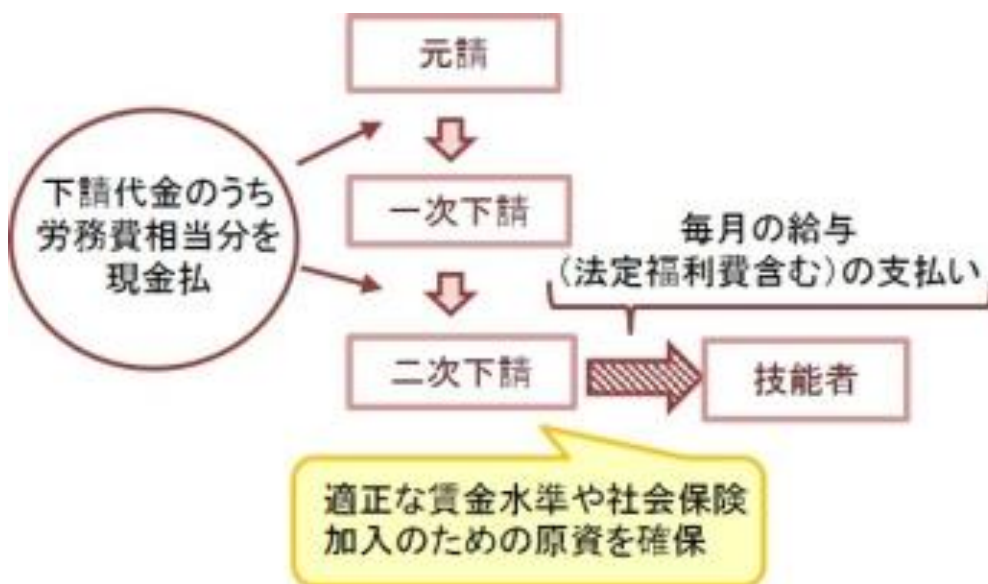 元請
下請代金のうち
労務費相当分を
現金払
一次下請
毎月の給与
(法定福利費含む)の支払い
二次下請
技能者
適正な賃金水準や社会保険
加入のための原資を確保